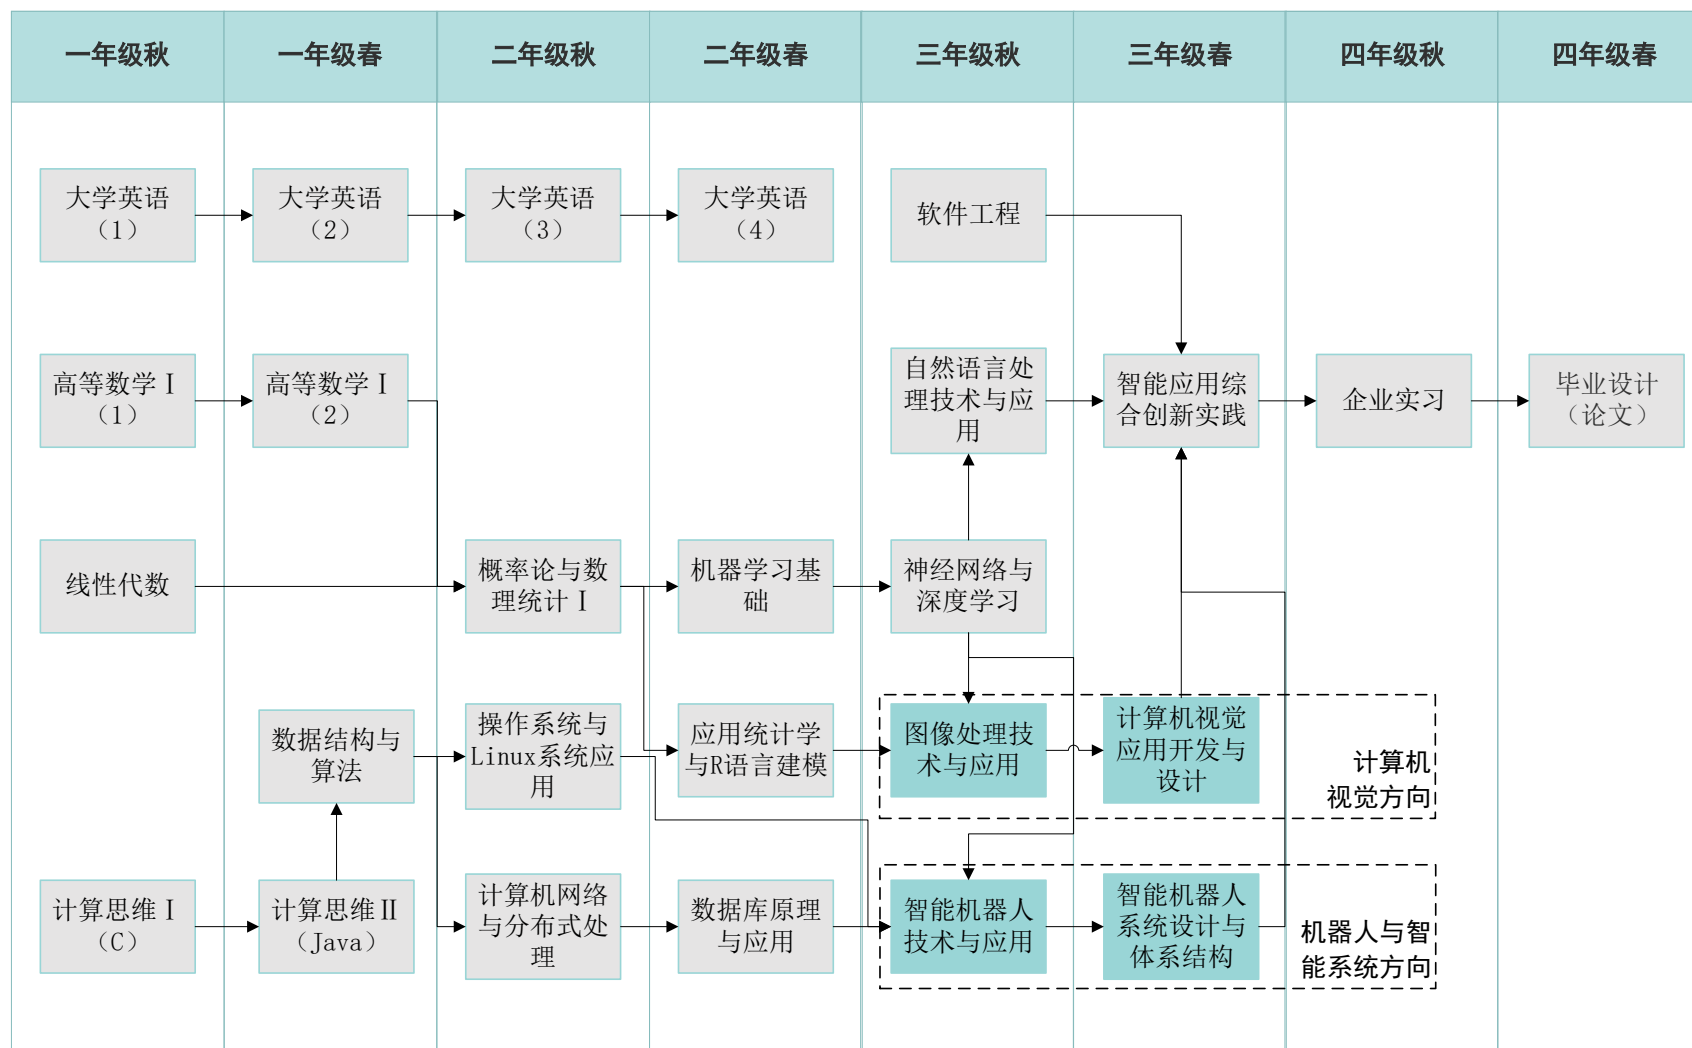 一年级秋
一年级春
二年级秋
二年级春
三年级秋
三年级春
四年级秋
四年级春
大学英语
（1）
大学英语
（2）
大学英语
（3）
大学英语
（4）
软件工程
高等数学Ⅰ
（1）
高等数学Ⅰ
（2）
自然语言处
理技术与应
用
智能应用综
合创新实践
企业实习
毕业设计
（论文）
线性代数
概率论与数
理统计Ⅰ
机器学习基
础
神经网络与
深度学习
数据结构与
算法
操作系统与
Linux系统应
用
应用统计学
与R语言建模
图像处理技
术与应用
计算机视觉
应用开发与
设计
计算机
视觉方向
计算思维Ⅰ
（C）
计算思维Ⅱ
（Java）
计算机网络
与分布式处
理
数据库原理
与应用
智能机器人
技术与应用
智能机器人
系统设计与
体系结构
机器人与智
能系统方向